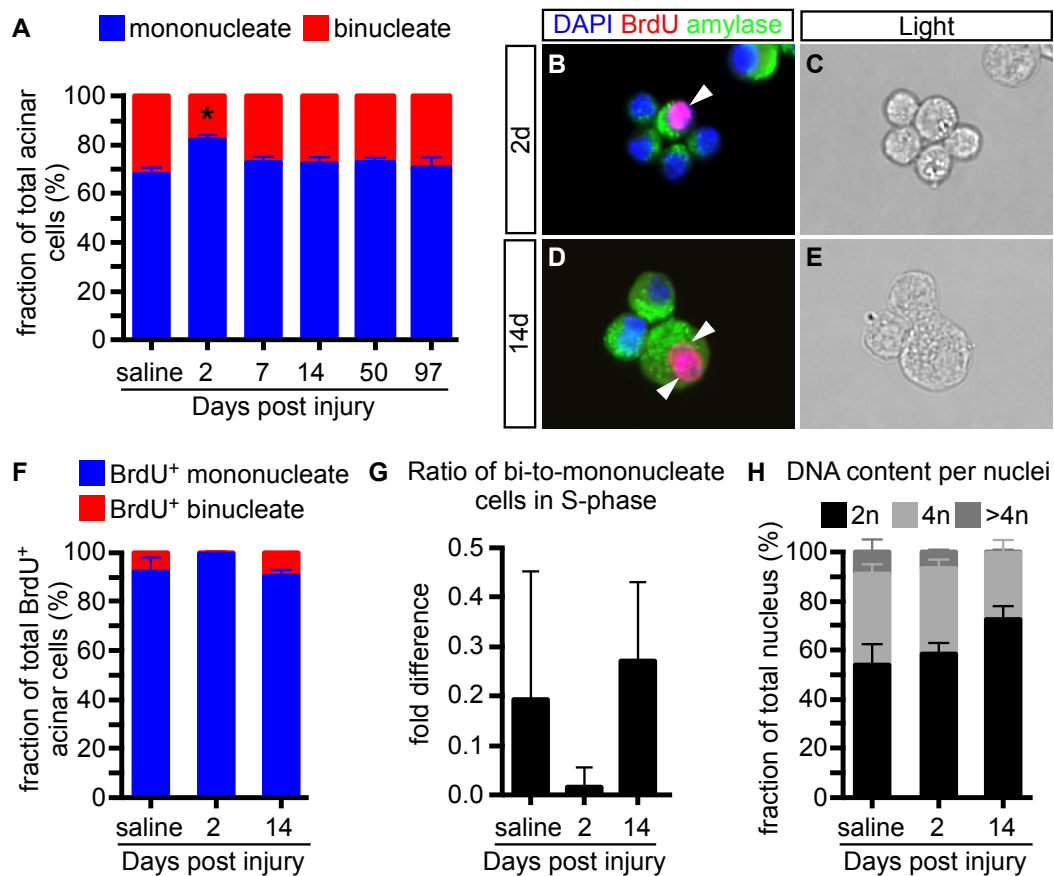 A
mononucleate binucleate
fraction of total acinar
cells (%)
100
80
60
40
20
0
*
saline 2 7 14 50 97
Days post injury
DAPI BrdU amylase
Light
2d
B
C
14d
D
E
F
BrdU+ mononucleate
BrdU+ binucleate
fraction of total BrdU+
acinar cells (%)
100
80
60
40
20
0
saline 2 14
Days post injury
G Ratio of bi-to-mononucleate
cells in S-phase
fold difference
0.5
0.4
0.3
0.2
0.1
0.0
saline 2 14
Days post injury
H DNA content per nuclei
2n 4n >4n
fraction of total nucleus (%)
100
80
60
40
20
0
saline 2 14
Days post injury